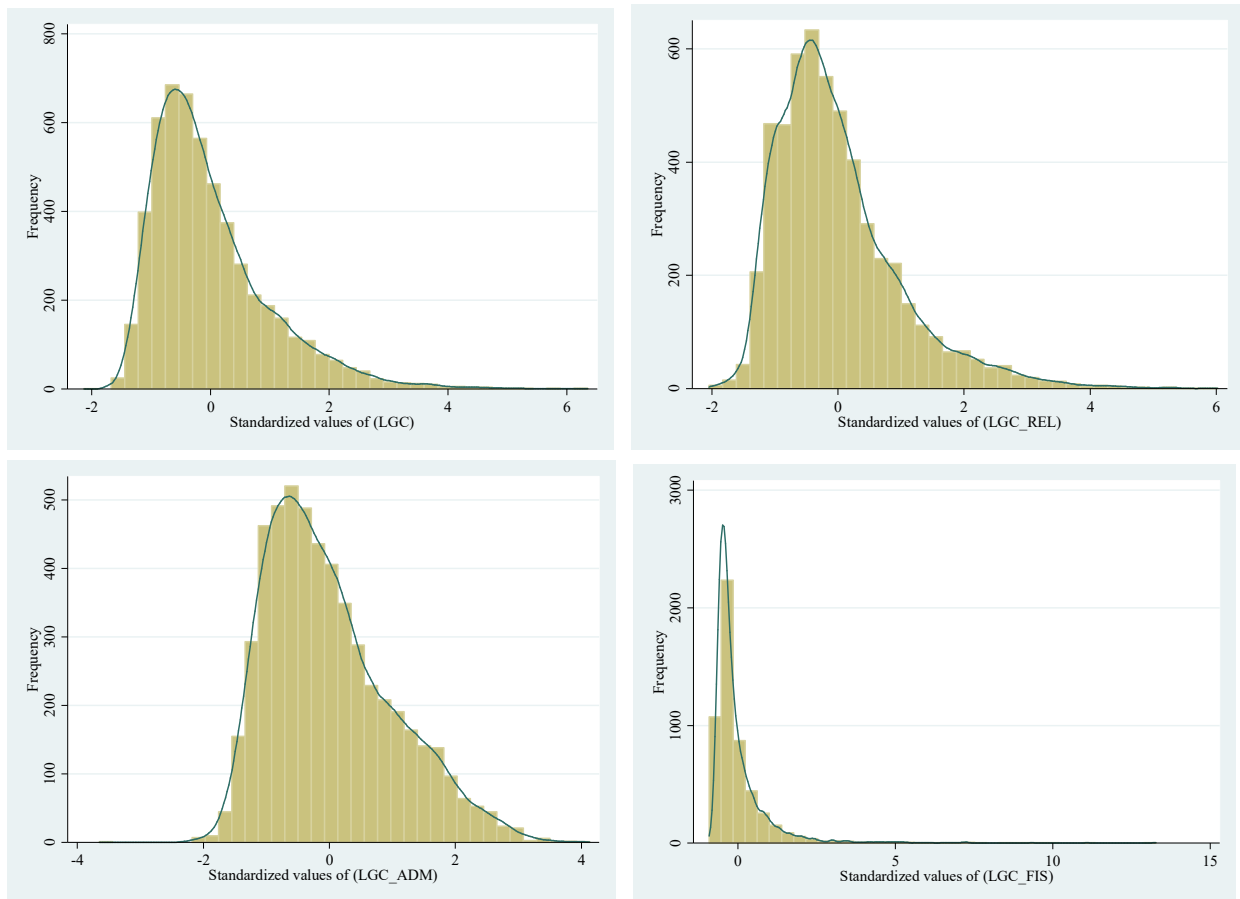 800
600
400
200
0
Frequency
-2 0 2 4 6
Standardized values of (LGC)
600
400
200
0
Frequency
-2 0 2 4 6
Standardized values of (LGC_REL)
500
400
300
200
100
0
Frequency
-4 -2 0 2 4
Standardized values of (LGC_ADM)
3000
2000
1000
0
Frequency
0 5 10 15
Standardized values of (LGC_FIS)